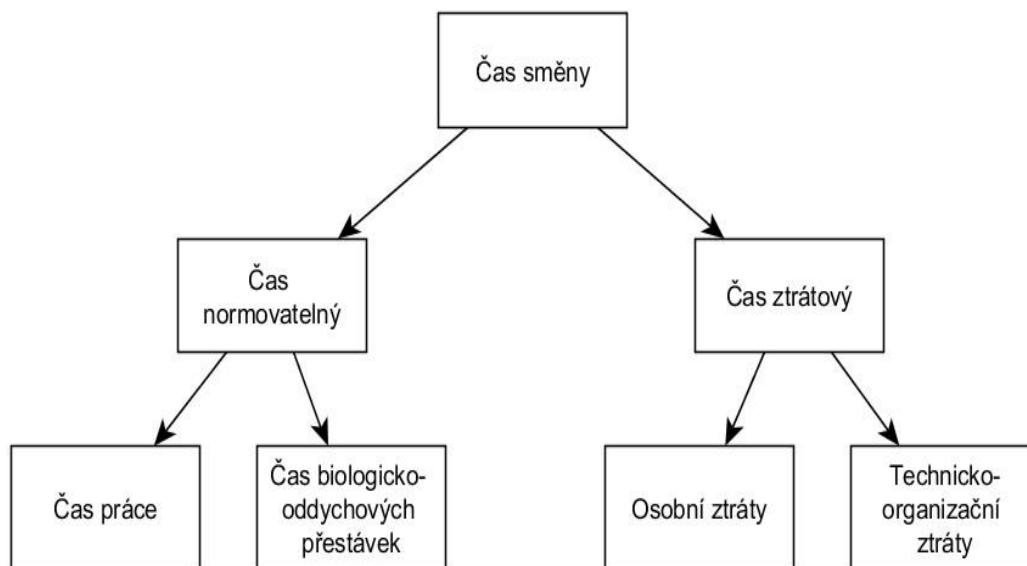 Čas směny
Čas
normovatelný
Čas ztrátový
Čas práce
Čas biologicko-
oddychových
přestávek
Osobní ztráty
Technicko-
organizační
ztráty